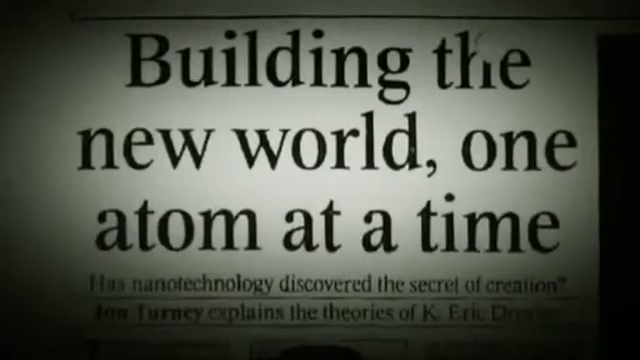 Building the
new world, one
atom at a time
Has nanotechnology discovered the secret of creation?
Jon Turney explains the theories of K. Eric